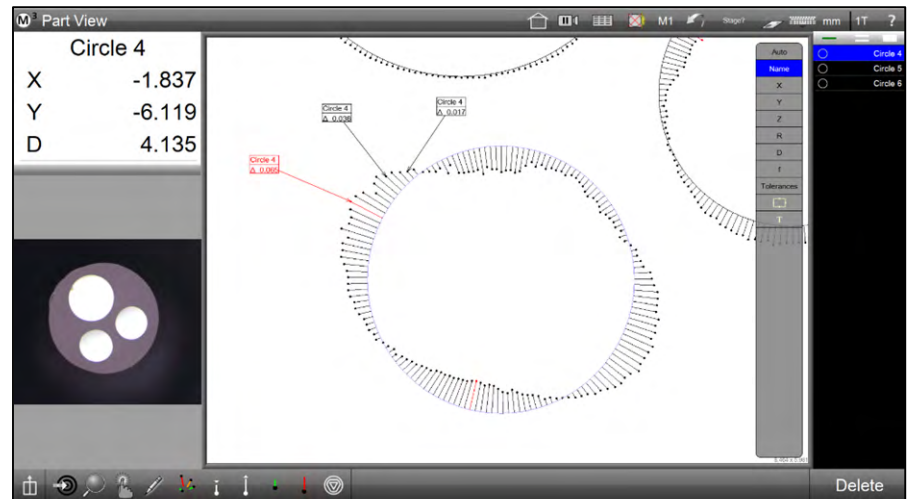 M³ Part View
M1
Stage?
mm
1T
?
Circle 4
X -1.837
Y -6.119
D 4.135
Circle 4
Δ 0.036
Circle 4
Δ 0.017
Circle 4
Δ 0.065
Auto
Name
X
Y
Z
R
D
f
Tolerances
T
Circle 4
Circle 5
Circle 6
Delete